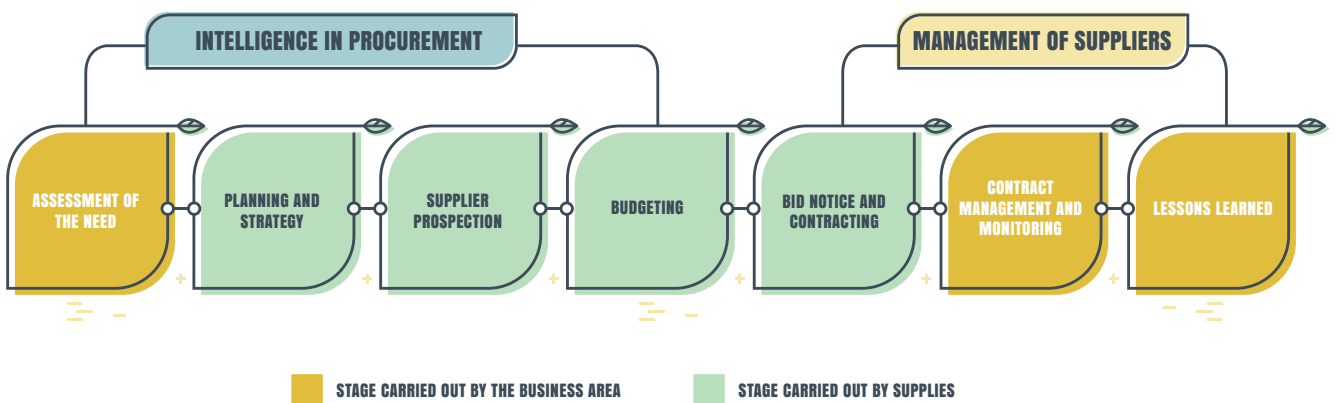 INTELLIGENCE IN PROCUREMENT
MANAGEMENT OF SUPPLIERS
ASSESSMENT OF
THE NEED
PLANNING AND
STRATEGY
SUPPLIER
PROSPECTION
BUDGETING
BID NOTICE AND
CONTRACTING
CONTRACT
MANAGEMENT AND
MONITORING
LESSONS LEARNED
STAGE CARRIED OUT BY THE BUSINESS AREA
STAGE CARRIED OUT BY SUPPLIES